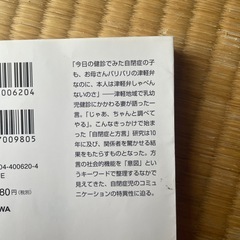 「今日の健診でみた自閉症の子
も、お母さんバリバリの津軽弁
なのに、本人は津軽弁しゃべん
ないのさ」――津軽地域で乳幼
児健診にかかわる妻が語った一
言。「じゃあ、ちゃんと調べて
やる」。こんなきっかけで始まっ
た「自閉症と方言」研究は10
年に及び、関係者を驚かせる結
果をもたらすものとなった。方
言の社会的機能を「意図」とい
うキーワードで整理するなかで
見えてきた、自閉症児のコミュ
ニケーションの特異性に迫る。
006204
7009805
04-400620-4
E
80円(税別)
WA